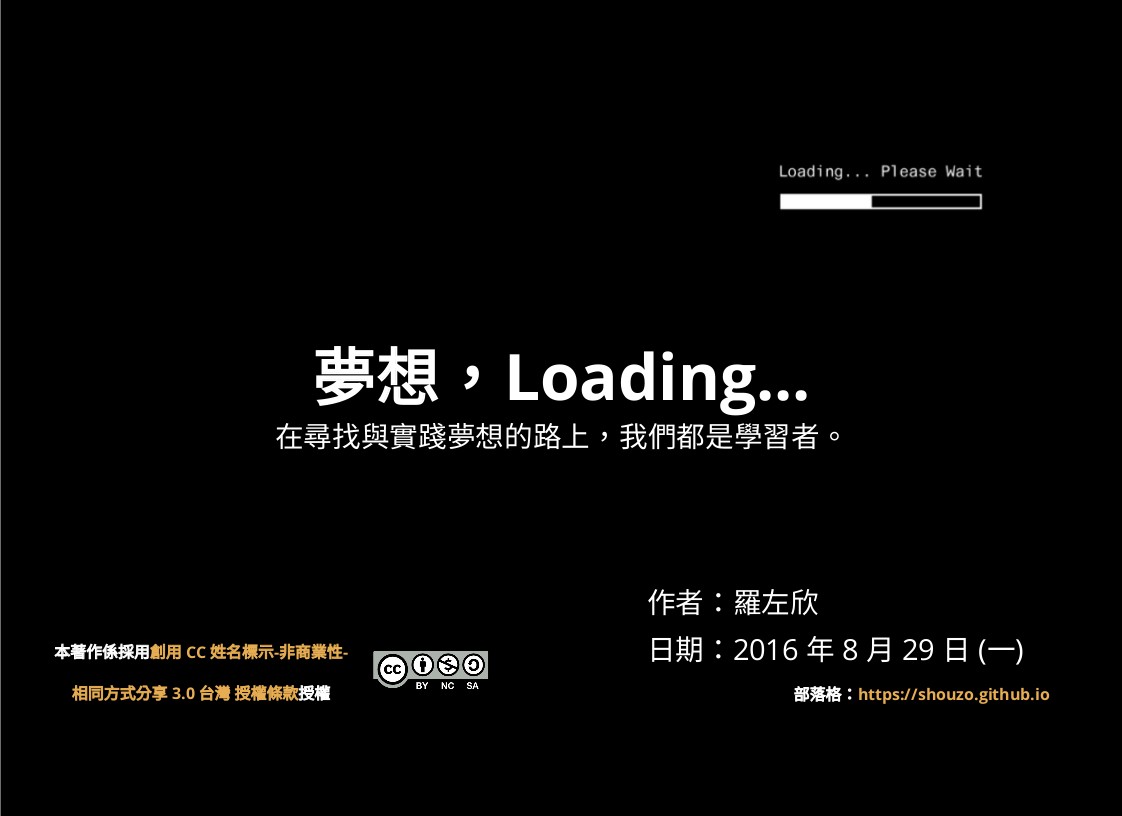 Loading... Please Wait
夢想，Loading...
在尋找與實踐夢想的路上，我們都是學習者。
作者：羅左欣
日期：2016 年 8 月 29 日 (一)
本著作係採用創用 CC 姓名標示-非商業性-
相同方式分享 3.0 台灣 授權條款授權
cc
BY NC SA
部落格：https://shouzo.github.io